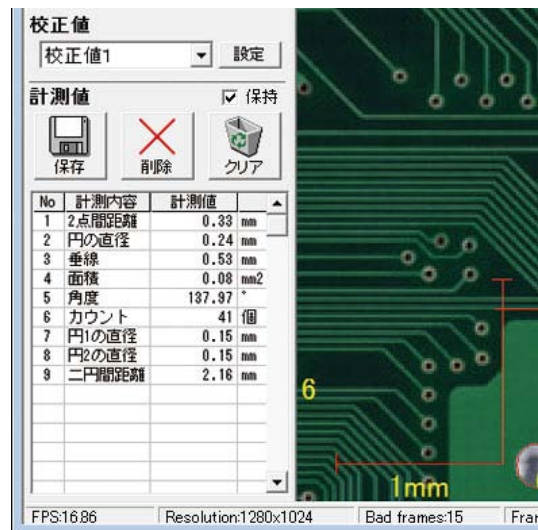 校正値
校正値1
設定
計測値
保持
保存
削除
クリア
No 計測内容 計測値
1 2点間距離 0.33 mm
2 円の直径 0.24 mm
3 垂線 0.53 mm
4 面積 0.08 mm2
5 角度 137.97 °
6 カウント 41 個
7 円1の直径 0.15 mm
8 円2の直径 0.15 mm
9 二円間距離 2.16 mm
6
1mm
FPS:16.86 Resolution:1280x1024 Bad frames:15 Fra